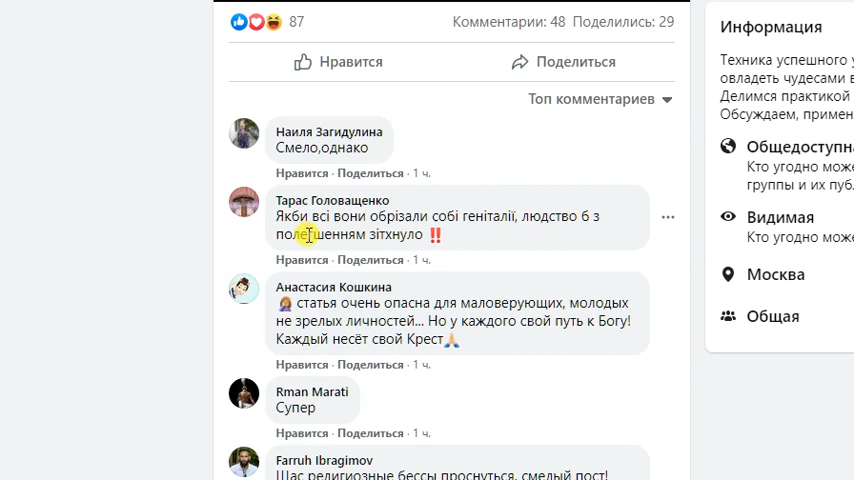 87
Комментарии: 48 Поделились: 29
Нравится
Поделиться
Топ комментариев
Наиля Загидулина
Смело,однако
Нравится · Поделиться · 1 ч.
Тарас Головащенко
Якби всі вони обрізали собі геніталії, людство б з
полегшенням зітхнуло ‼️
Нравится · Поделиться · 1 ч.
Анастасия Кошкина
🤦🏼‍♀️ статья очень опасна для маловерующих, молодых
не зрелых личностей... Но у каждого свой путь к Богу!
Каждый несёт свой Крест🙏🏻
Нравится · Поделиться · 1 ч.
Rman Marati
Супер
Нравится · Поделиться · 1 ч.
Farruh Ibragimov
Щас религиозные бессы проснуться, смелый пост!
Информация
Техника успешного у
овладеть чудесами в
Делимся практикой
Обсуждаем, примен
Общедоступна
Кто угодно може
группы и их публ
Видимая
Кто угодно може
Москва
Общая